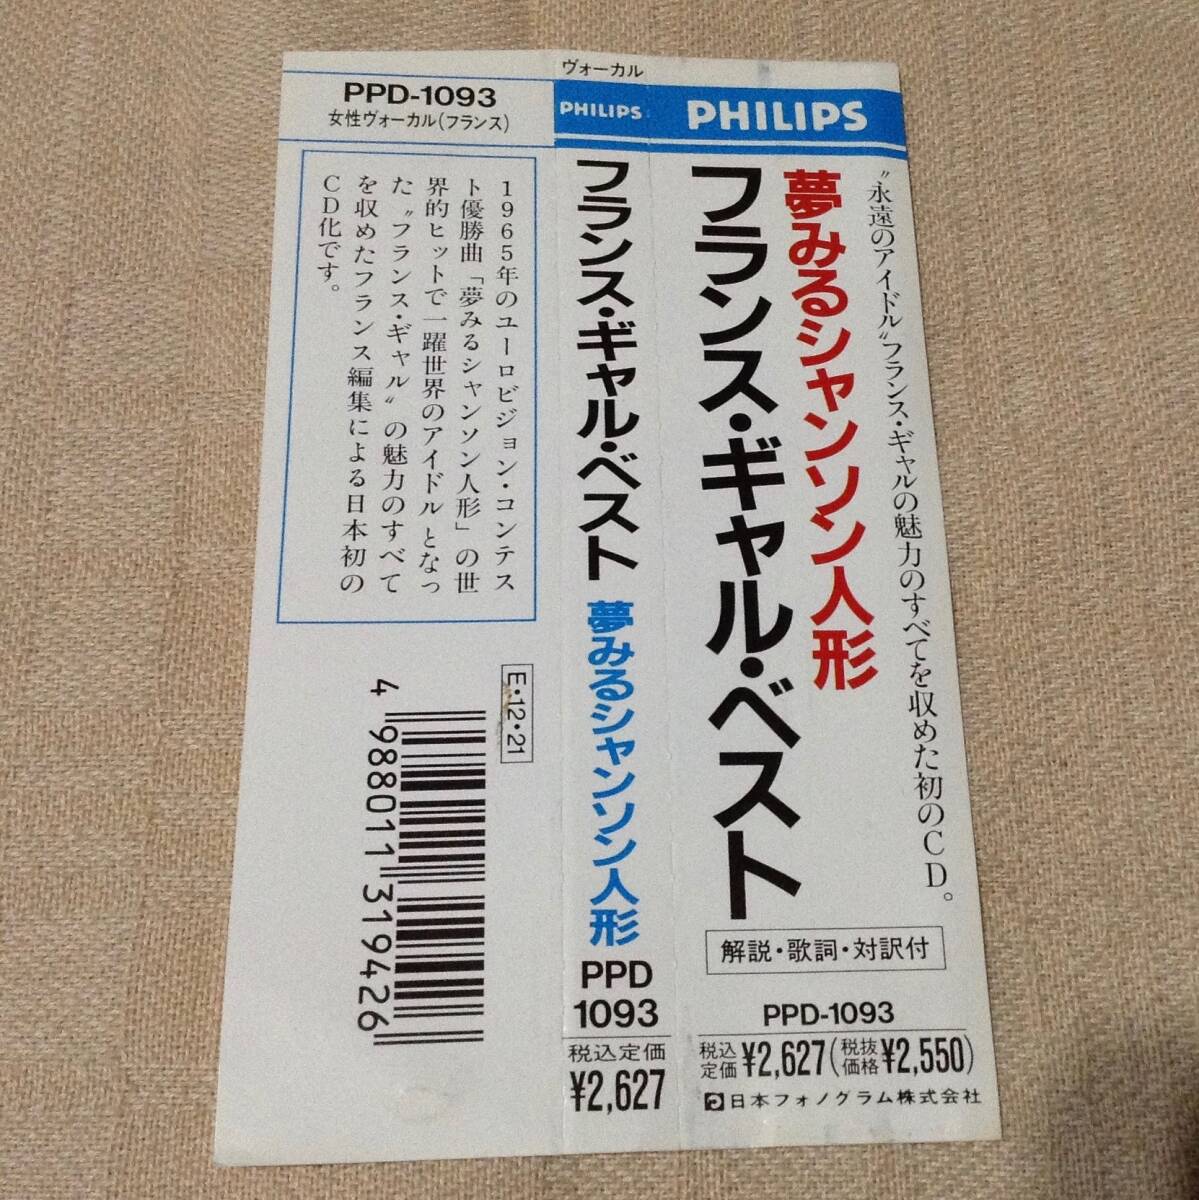 PPD-1093
女性ヴォーカル(フランス)
1965年のユーロビジョン・コンテス
ト優勝曲「夢みるシャンソン人形」の世
界的ヒットで一躍世界のアイドルとなっ
た〝フランス・ギャル〟の魅力のすべて
を収めたフランス編集による日本初の
CD化です。
E・12・21
4 988011 319426
ヴォーカル
PHILIPS
フランス・ギャル・ベスト 夢みるシャンソン人形
PPD
1093
税込定価
¥2,627
PHILIPS
〝永遠のアイドル〟フランス・ギャルの魅力のすべてを収めた初のCD。
夢みるシャンソン人形
フランス・ギャル・ベスト
解説・歌詞・対訳付
PPD-1093
税込定価¥2,627(税抜価格¥2,550)
日本フォノグラム株式会社